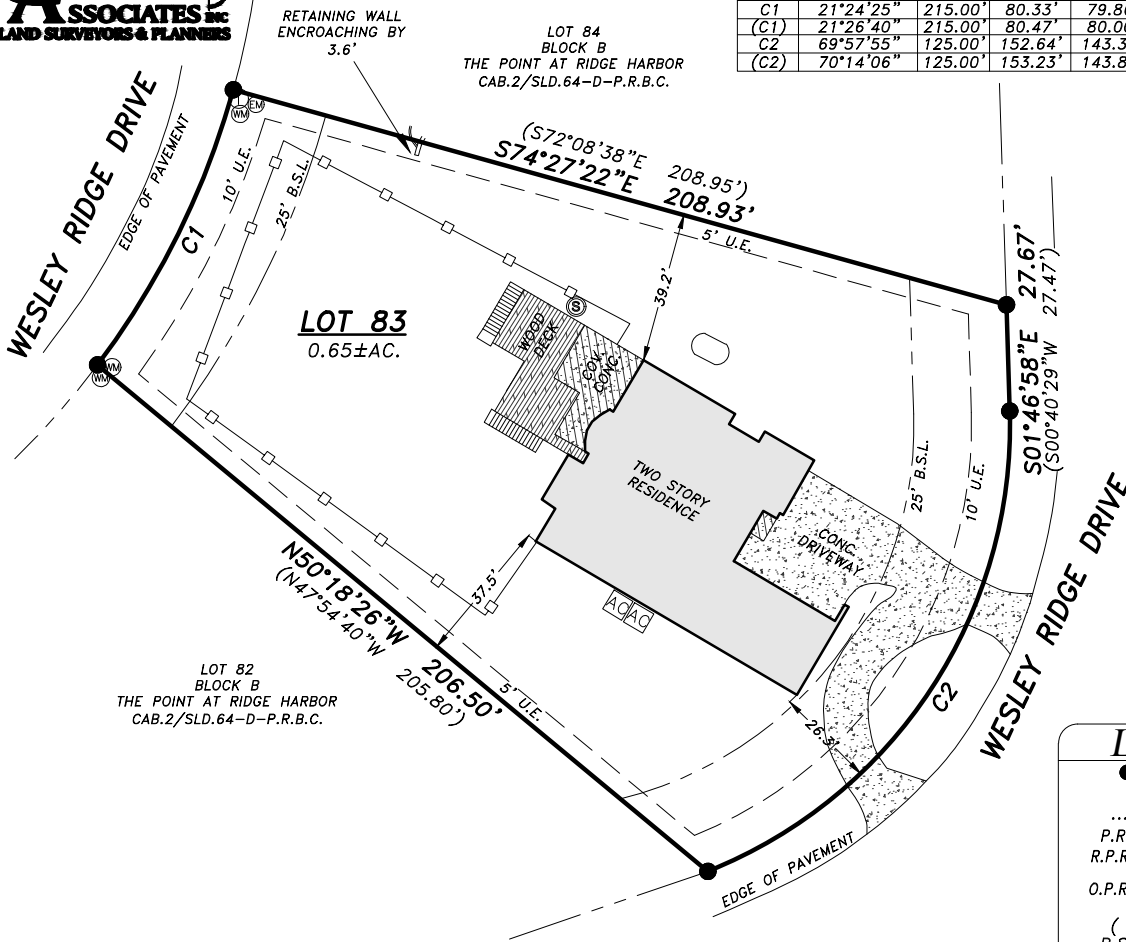 ASSOCIATES INC
LAND SURVEYORS & PLANNERS
RETAINING WALL
ENCROACHING BY
3.6'
LOT 84
BLOCK B
THE POINT AT RIDGE HARBOR
CAB.2/SLD.64-D-P.R.B.C.
C1 21°24'25" 215.00' 80.33'
(C1) 21°26'40" 215.00' 80.47'
C2 69°57'55" 125.00' 152.64'
(C2) 70°14'06" 125.00' 153.23'
WESLEY RIDGE DRIVE
EDGE OF PAVEMENT
WM
EM
C1
10' U.E.
25' B.S.L.
(S72°08'38"E 208.95')
S74°27'22"E 208.93'
5' U.E.
39.2'
27.67'
S01°46'58"E
(S00°40'29"W 27.47')
LOT 83
0.65±AC.
S
WOOD
DECK
COV.
CONC.
WM
WM
TWO STORY
RESIDENCE
25' B.S.L.
10' U.E.
CONC.
DRIVEWAY
WESLEY RIDGE DRIVE
37.5'
AC
AC
N50°18'26"W 206.50'
(N47°54'40"W 205.80')
5' U.E.
LOT 82
BLOCK B
THE POINT AT RIDGE HARBOR
CAB.2/SLD.64-D-P.R.B.C.
26.3'
C2
EDGE OF PAVEMENT
L
...
P.R
R.P.R
O.P.R
(